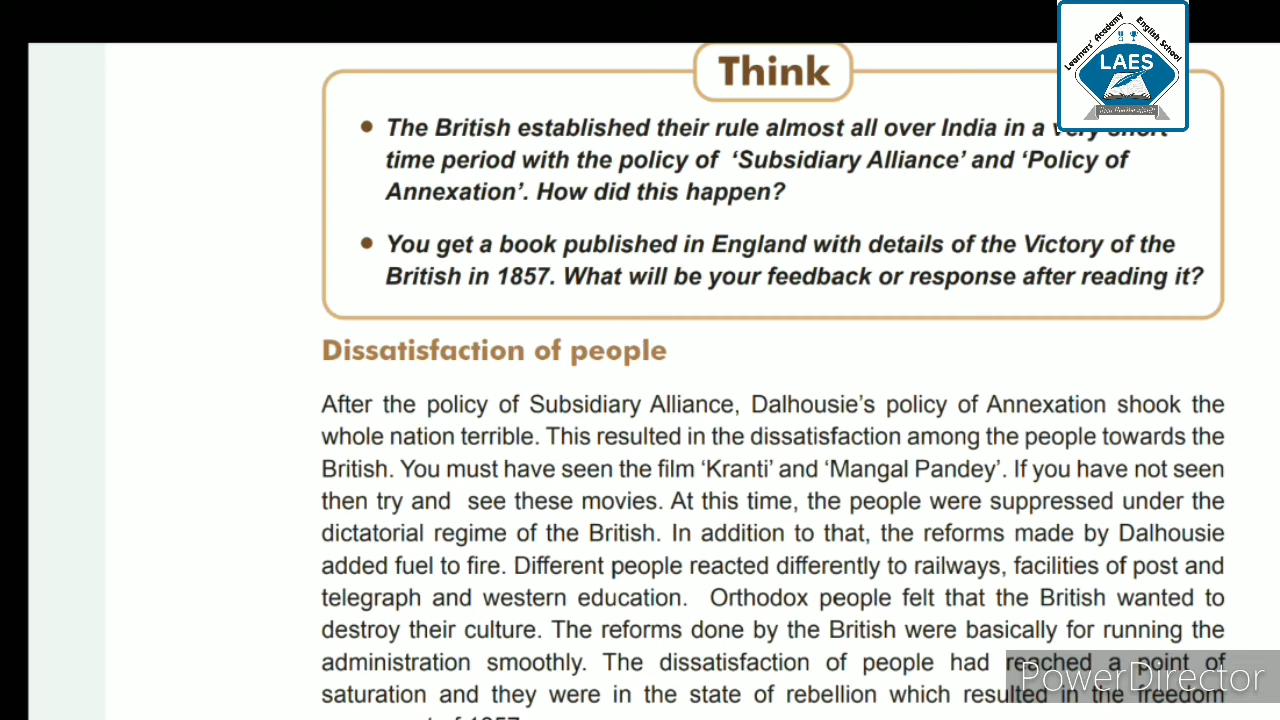 Learners' Academy English School
LAES
Think
• The British established their rule almost all over India in a very short
time period with the policy of 'Subsidiary Alliance' and 'Policy of
Annexation'. How did this happen?
• You get a book published in England with details of the Victory of the
British in 1857. What will be your feedback or response after reading it?
Dissatisfaction of people
After the policy of Subsidiary Alliance, Dalhousie's policy of Annexation shook the
whole nation terrible. This resulted in the dissatisfaction among the people towards the
British. You must have seen the film 'Kranti' and 'Mangal Pandey'. If you have not seen
then try and see these movies. At this time, the people were suppressed under the
dictatorial regime of the British. In addition to that, the reforms made by Dalhousie
added fuel to fire. Different people reacted differently to railways, facilities of post and
telegraph and western education. Orthodox people felt that the British wanted to
destroy their culture. The reforms done by the British were basically for running the
administration smoothly. The dissatisfaction of people had reached a point of
saturation and they were in the state of rebellion which resulted in the freedom
of 1857
PowerDirector